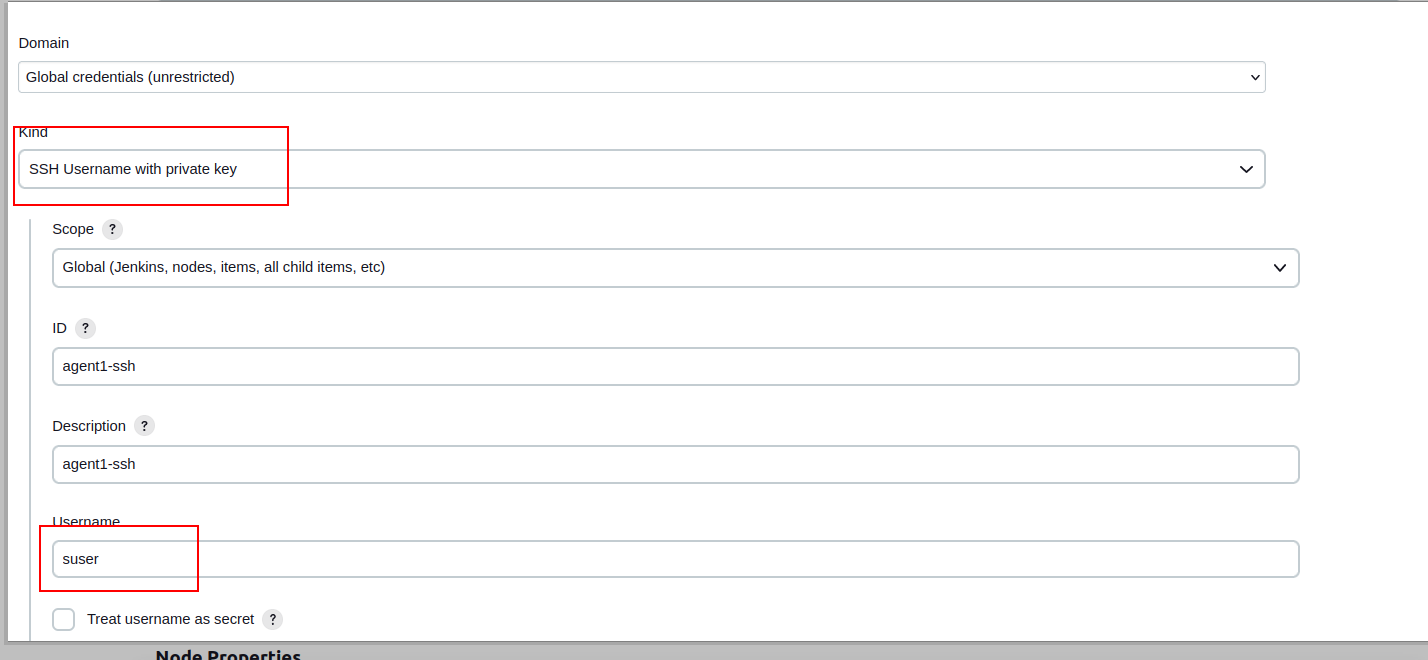 Domain
Global credentials (unrestricted)
Kind
SSH Username with private key
Scope ?
Global (Jenkins, nodes, items, all child items, etc)
ID ?
agent1-ssh
Description ?
agent1-ssh
Username
suser
Treat username as secret ?
Node Properties